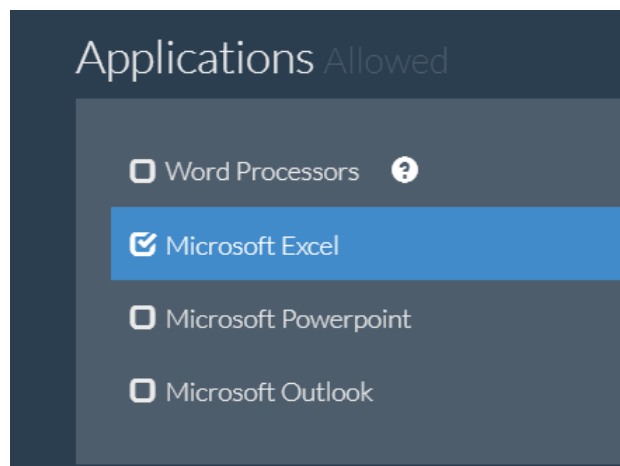 Applications Allowed
Word Processors ?
Microsoft Excel
Microsoft Powerpoint
Microsoft Outlook